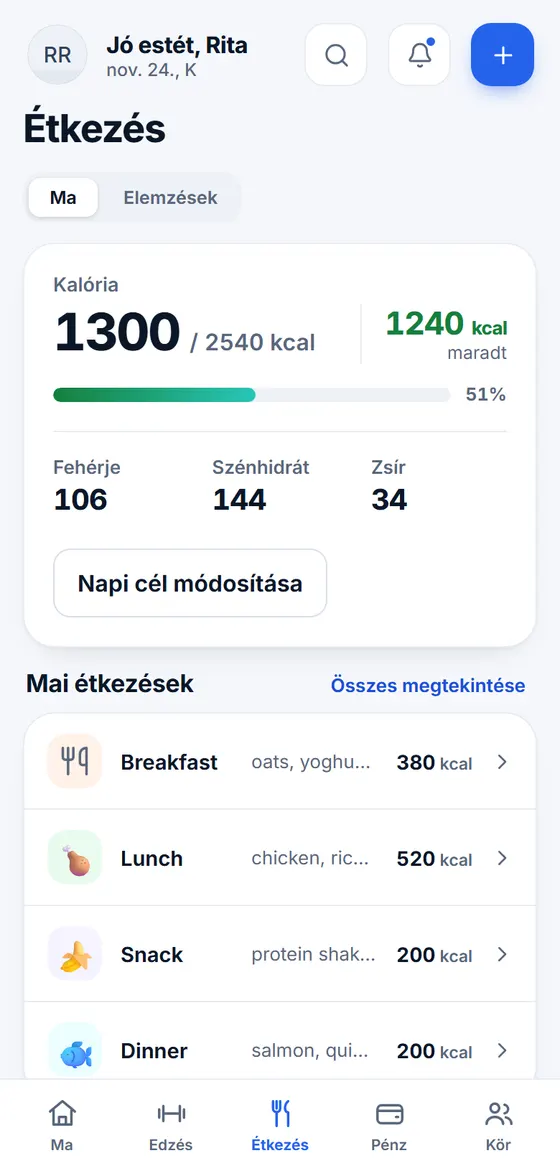 RR
Jó estét, Rita
nov. 24., K
Étkezés
Ma
Elemzések
Kalória
1300 / 2540 kcal
1240 kcal
maradt
51%
Fehérje
106
Szénhidrát
144
Zsír
34
Napi cél módosítása
Mai étkezések
Összes megtekintése
Breakfast oats, yoghu... 380 kcal
Lunch chicken, ric... 520 kcal
Snack protein shak... 200 kcal
Dinner salmon, qui... 200 kcal
Ma
Edzés
Étkezés
Pénz
Kör